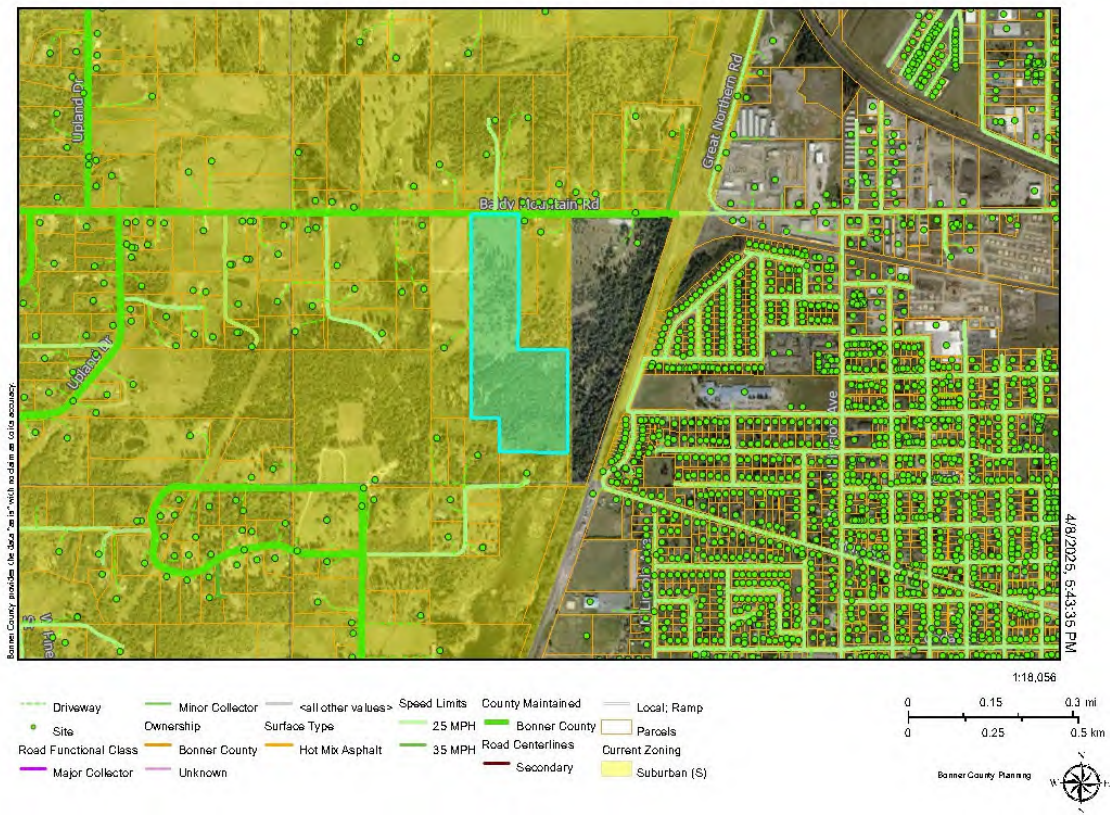 Upland Dr
Great Northern Rd
Baldy Mountain Rd
Upland Dr
Bonner County provides the data "as is" with no claim as to its accuracy.
4/8/2025, 5:43:35 PM
1:18,056
Driveway
Site
Road Functional Class
Major Collector
Minor Collector
Ownership
Bonner County
Unknown
<all other values>
Surface Type
Hot Mix Asphalt
Speed Limits
25 MPH
35 MPH
County Maintained
Bonner County
Road Centerlines
Secondary
Local; Ramp
Parcels
Current Zoning
Suburban (S)
0 0.15 0.3 mi
0 0.25 0.5 km
Bonner County Planning
N
W E